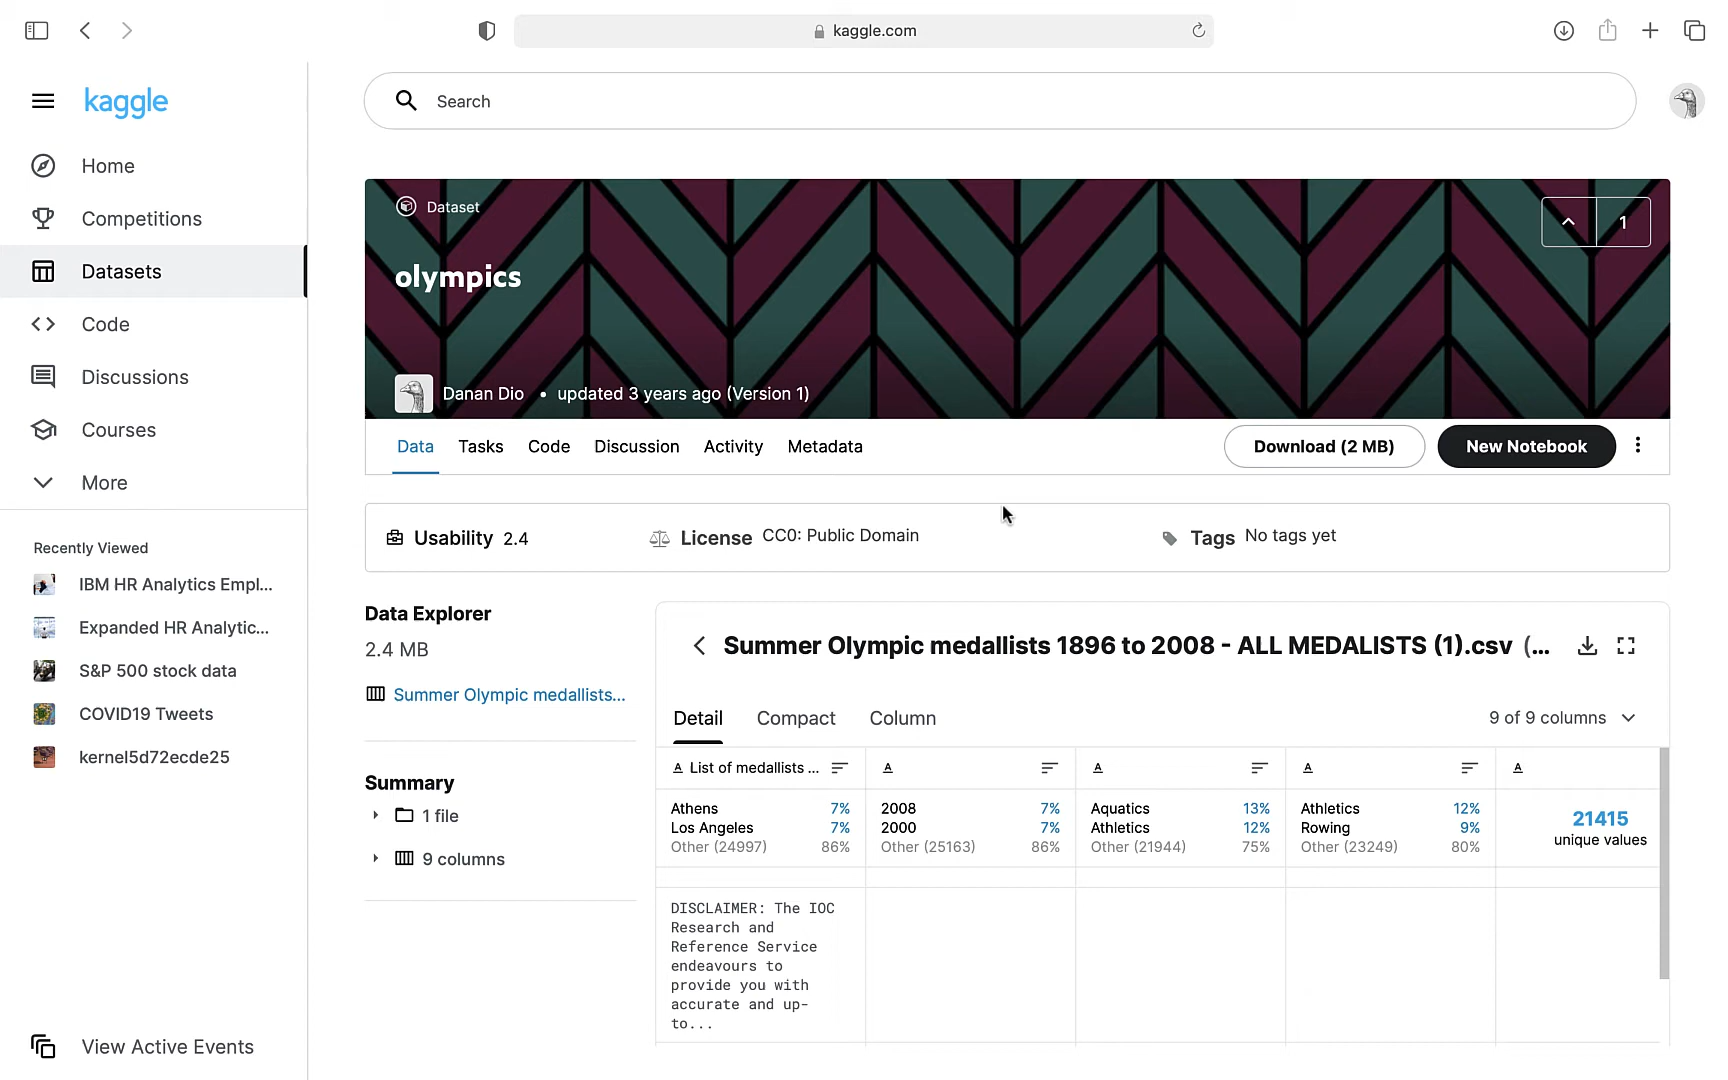 kaggle.com
kaggle
Search
Home
Competitions
Datasets
Code
Discussions
Courses
More
Recently Viewed
IBM HR Analytics Empl...
Expanded HR Analytic...
S&P 500 stock data
COVID19 Tweets
kernel5d72ecde25
View Active Events
Dataset
1
olympics
Danan Dio • updated 3 years ago (Version 1)
Data Tasks Code Discussion Activity Metadata Download (2 MB) New Notebook
Usability 2.4 License CC0: Public Domain Tags No tags yet
Data Explorer
2.4 MB
Summer Olympic medallists...
Summary
1 file
9 columns
Summer Olympic medallists 1896 to 2008 - ALL MEDALISTS (1).csv (...
Detail Compact Column 9 of 9 columns
A List of medallists ... A A A A
Athens 7% 2008 7% Aquatics 13% Athletics 12% 21415
Los Angeles 7% 2000 7% Athletics 12% Rowing 9% unique values
Other (24997) 86% Other (25163) 86% Other (21944) 75% Other (23249) 80%
DISCLAIMER: The IOC
Research and
Reference Service
endeavours to
provide you with
accurate and up-
to...